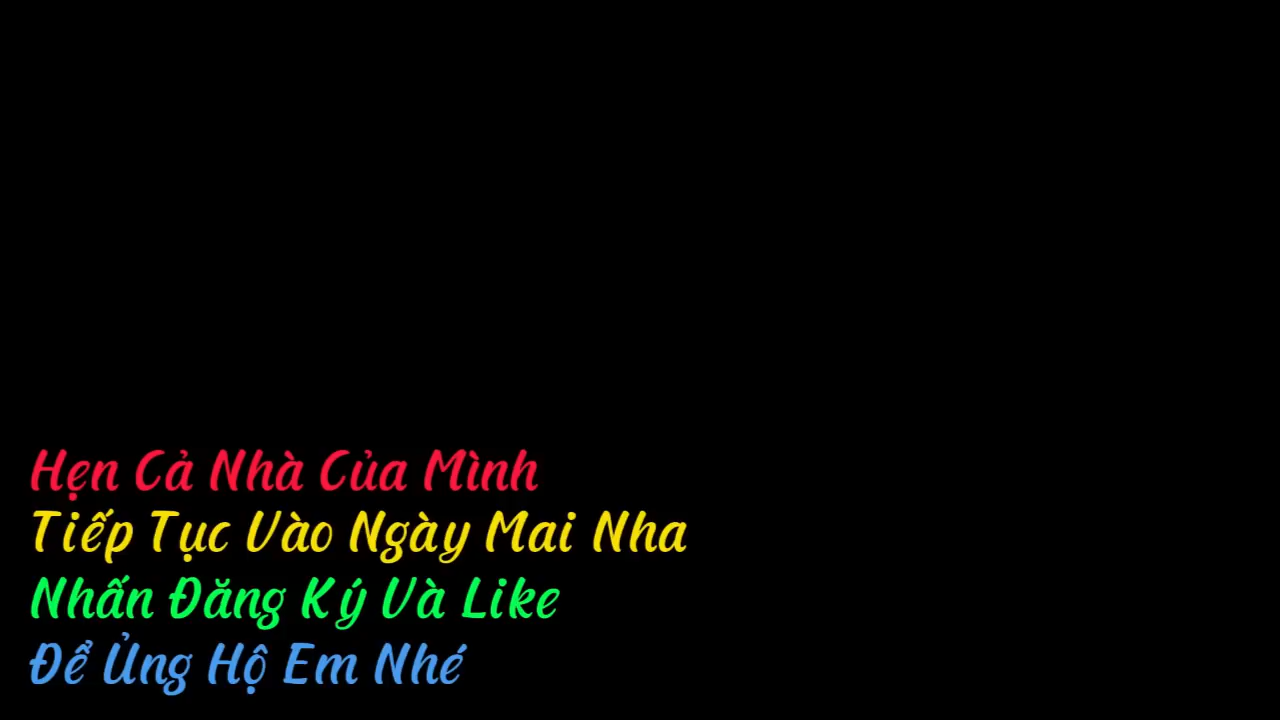 Hẹn Cả Nhà Của Mình
Tiếp Tục Vào Ngày Mai Nha
Nhấn Đăng Ký Và Like
Để Ủng Hộ Em Nhé